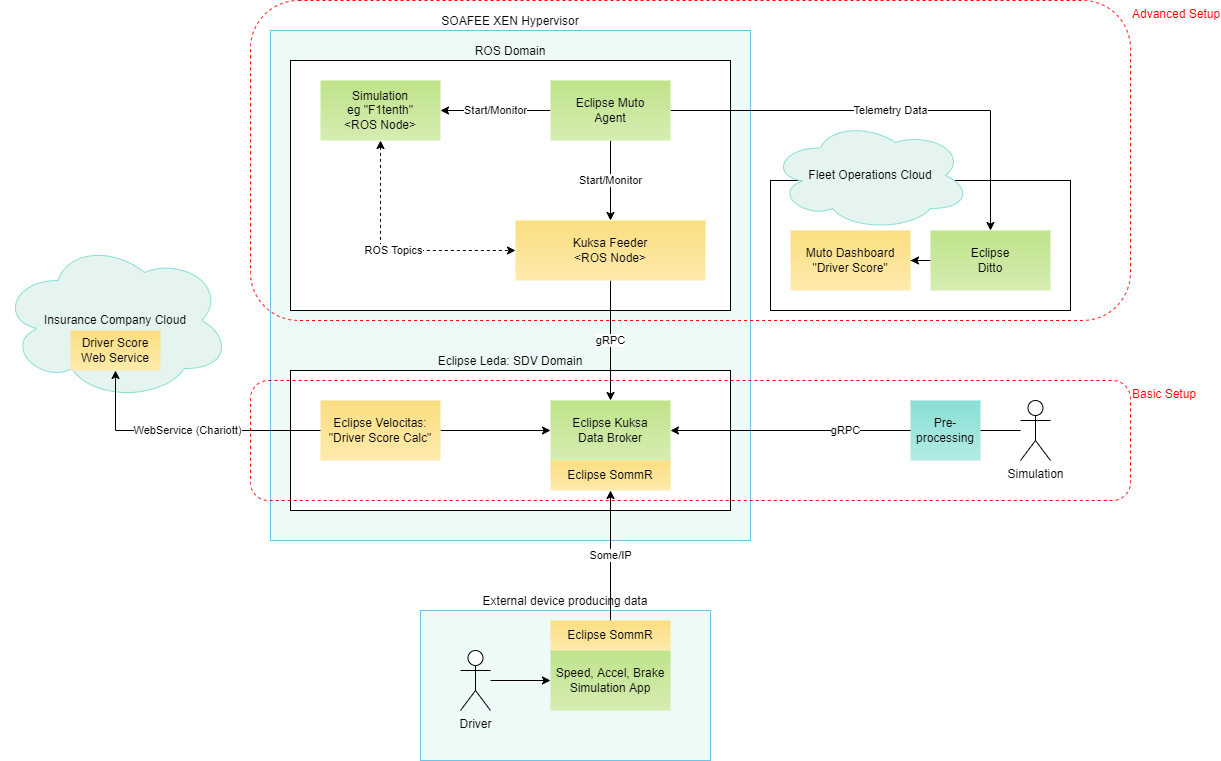 SOAFEE XEN Hypervisor
Advanced Setup
ROS Domain
Simulation
eg "F1tenth"
<ROS Node>
Start/Monitor
Eclipse Muto
Agent
Telemetry Data
Start/Monitor
Fleet Operations Cloud
ROS Topics
Kuksa Feeder
<ROS Node>
Muto Dashboard
"Driver Score"
Eclipse
Ditto
Insurance Company Cloud
Driver Score
Web Service
gRPC
Eclipse Leda: SDV Domain
Basic Setup
WebService (Chariott)
Eclipse Velocitas:
"Driver Score Calc"
Eclipse Kuksa
Data Broker
Eclipse SommR
gRPC
Pre-
processing
Simulation
Some/IP
External device producing data
Eclipse SommR
Speed, Accel, Brake
Simulation App
Driver